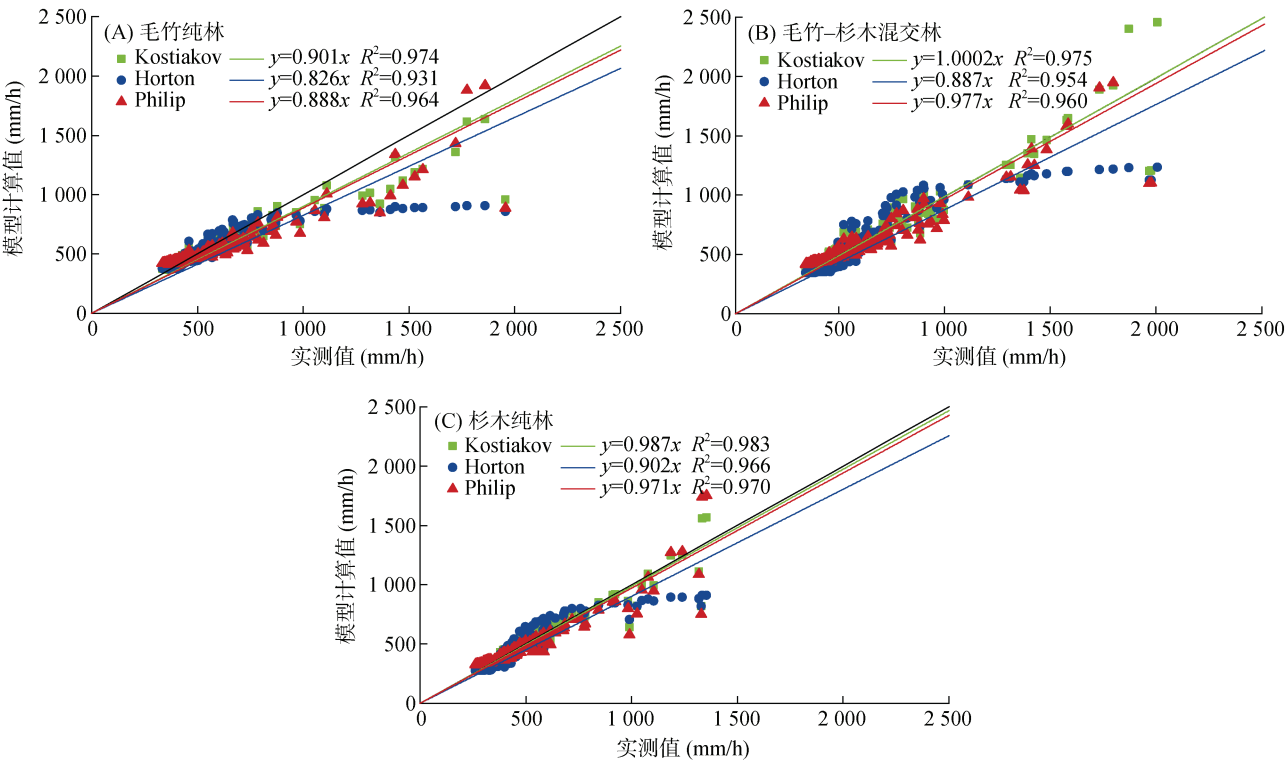 (A) 毛竹纯林
Kostiakov y=0.901x R²=0.974
Horton y=0.826x R²=0.931
Philip y=0.888x R²=0.964
2 500
2 000
1 500
1 000
500
0
模型计算值 (mm/h)
0 500 1 000 1 500 2 000 2 500
实测值 (mm/h)
(B) 毛竹–杉木混交林
Kostiakov y=1.0002x R²=0.975
Horton y=0.887x R²=0.954
Philip y=0.977x R²=0.960
2 500
2 000
1 500
1 000
500
0
模型计算值 (mm/h)
0 500 1 000 1 500 2 000 2 500
实测值 (mm/h)
(C) 杉木纯林
Kostiakov y=0.987x R²=0.983
Horton y=0.902x R²=0.966
Philip y=0.971x R²=0.970
2 500
2 000
1 500
1 000
500
0
模型计算值 (mm/h)
0 500 1 000 1 500 2 000 2 500
实测值 (mm/h)